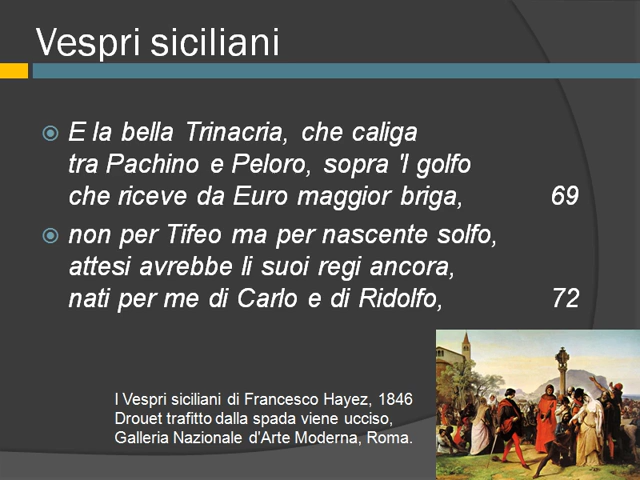 Vespri siciliani
E la bella Trinacria, che caliga
tra Pachino e Peloro, sopra 'l golfo
che riceve da Euro maggior briga, 69
non per Tifeo ma per nascente solfo,
attesi avrebbe li suoi regi ancora,
nati per me di Carlo e di Ridolfo, 72
I Vespri siciliani di Francesco Hayez, 1846
Drouet trafitto dalla spada viene ucciso,
Galleria Nazionale d'Arte Moderna, Roma.